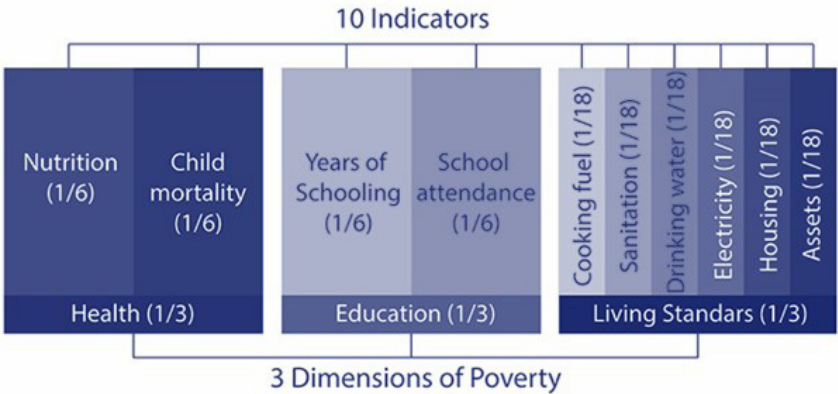 10 Indicators
Nutrition
(1/6)
Child
mortality
(1/6)
Years of
Schooling
(1/6)
School
attendance
(1/6)
Cooking fuel (1/18)
Sanitation (1/18)
Drinking water (1/18)
Electricity (1/18)
Housing (1/18)
Assets (1/18)
Health (1/3)
Education (1/3)
Living Standars (1/3)
3 Dimensions of Poverty